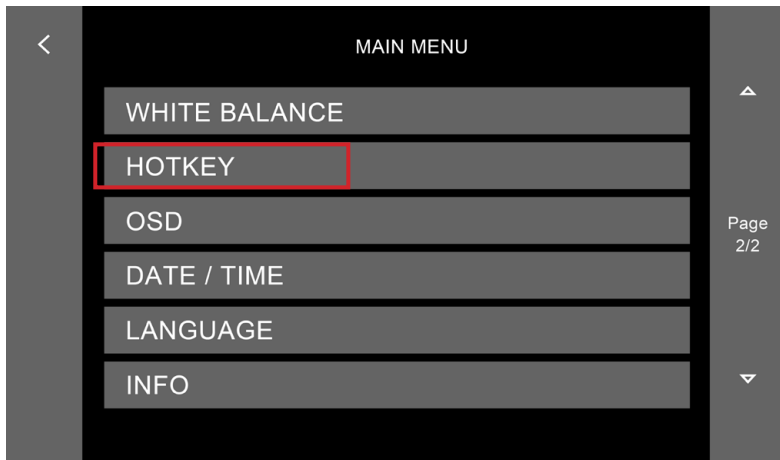 MAIN MENU
WHITE BALANCE
HOTKEY
OSD
DATE / TIME
LANGUAGE
INFO
Page
2/2